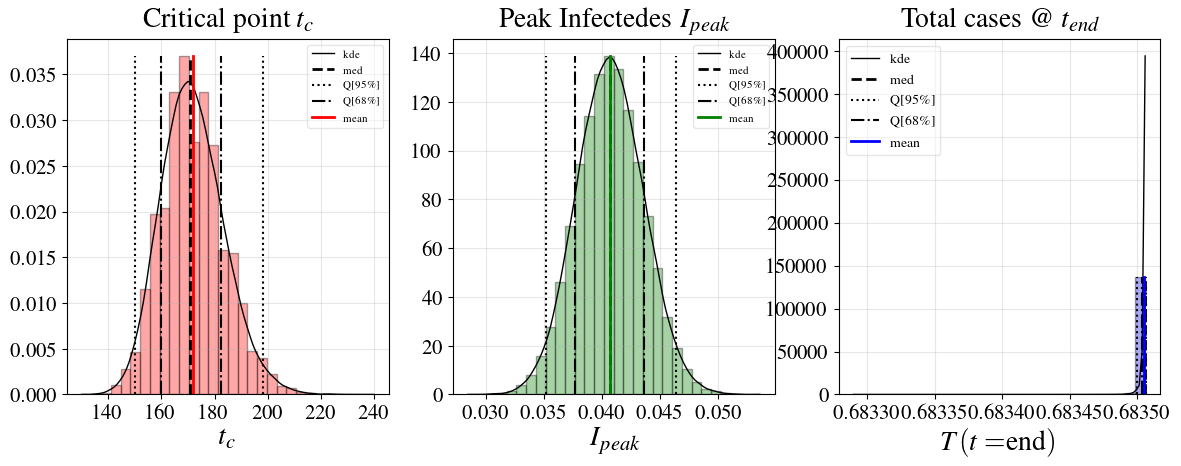 Critical point t_c
0.035
0.030
0.025
0.020
0.015
0.010
0.005
0.000
140 160 180 200 220 240
t_c
kde
med
Q[95%]
Q[68%]
mean
Peak Infectedes I_peak
140
120
100
80
60
40
20
0
0.030 0.035 0.040 0.045 0.050
I_peak
kde
med
Q[95%]
Q[68%]
mean
Total cases @ t_end
400000
350000
300000
250000
200000
150000
100000
50000
0
0.68330 0.68335 0.68340 0.68345 0.68350
T(t =end)
kde
med
Q[95%]
Q[68%]
mean